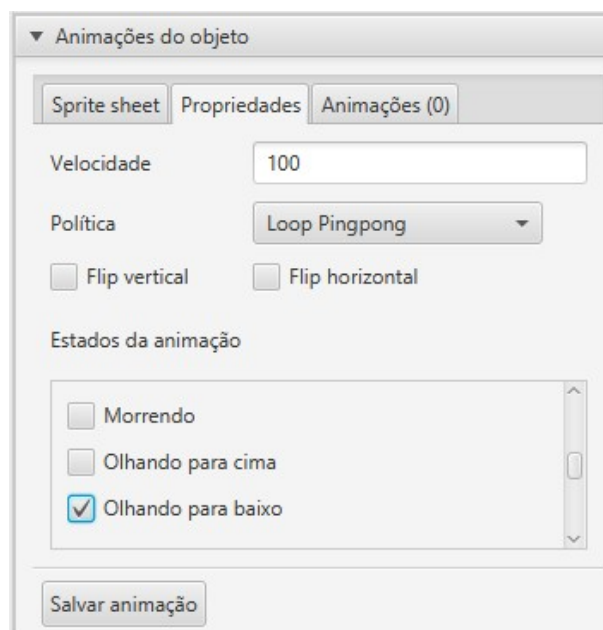 Animações do objeto
Sprite sheet Propriedades Animações (0)
Velocidade 100
Política Loop Pingpong
Flip vertical Flip horizontal
Estados da animação
Morrendo
Olhando para cima
Olhando para baixo
Salvar animação